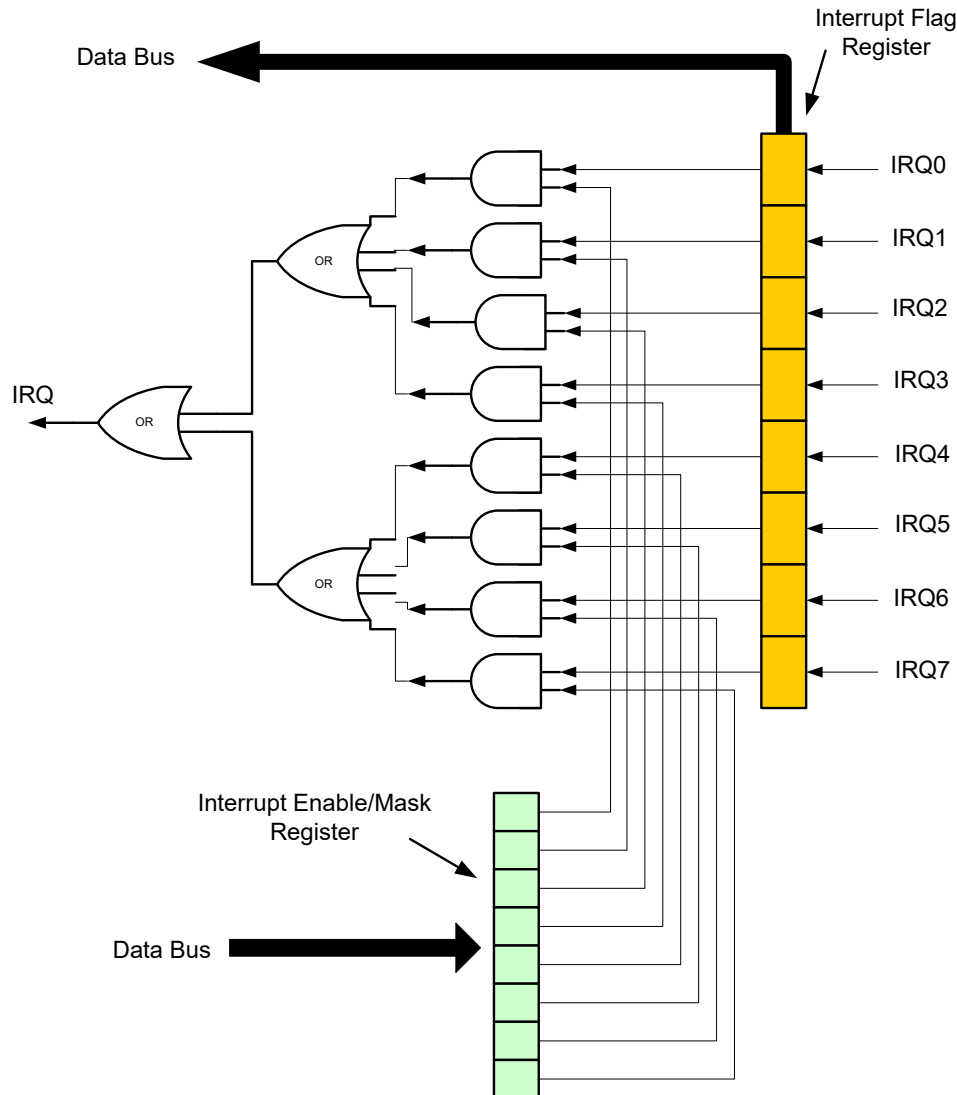 Interrupt Flag
Register
Data Bus
IRQ0
IRQ1
OR
IRQ2
IRQ3
IRQ
OR
IRQ4
IRQ5
OR
IRQ6
IRQ7
Interrupt Enable/Mask
Register
Data Bus